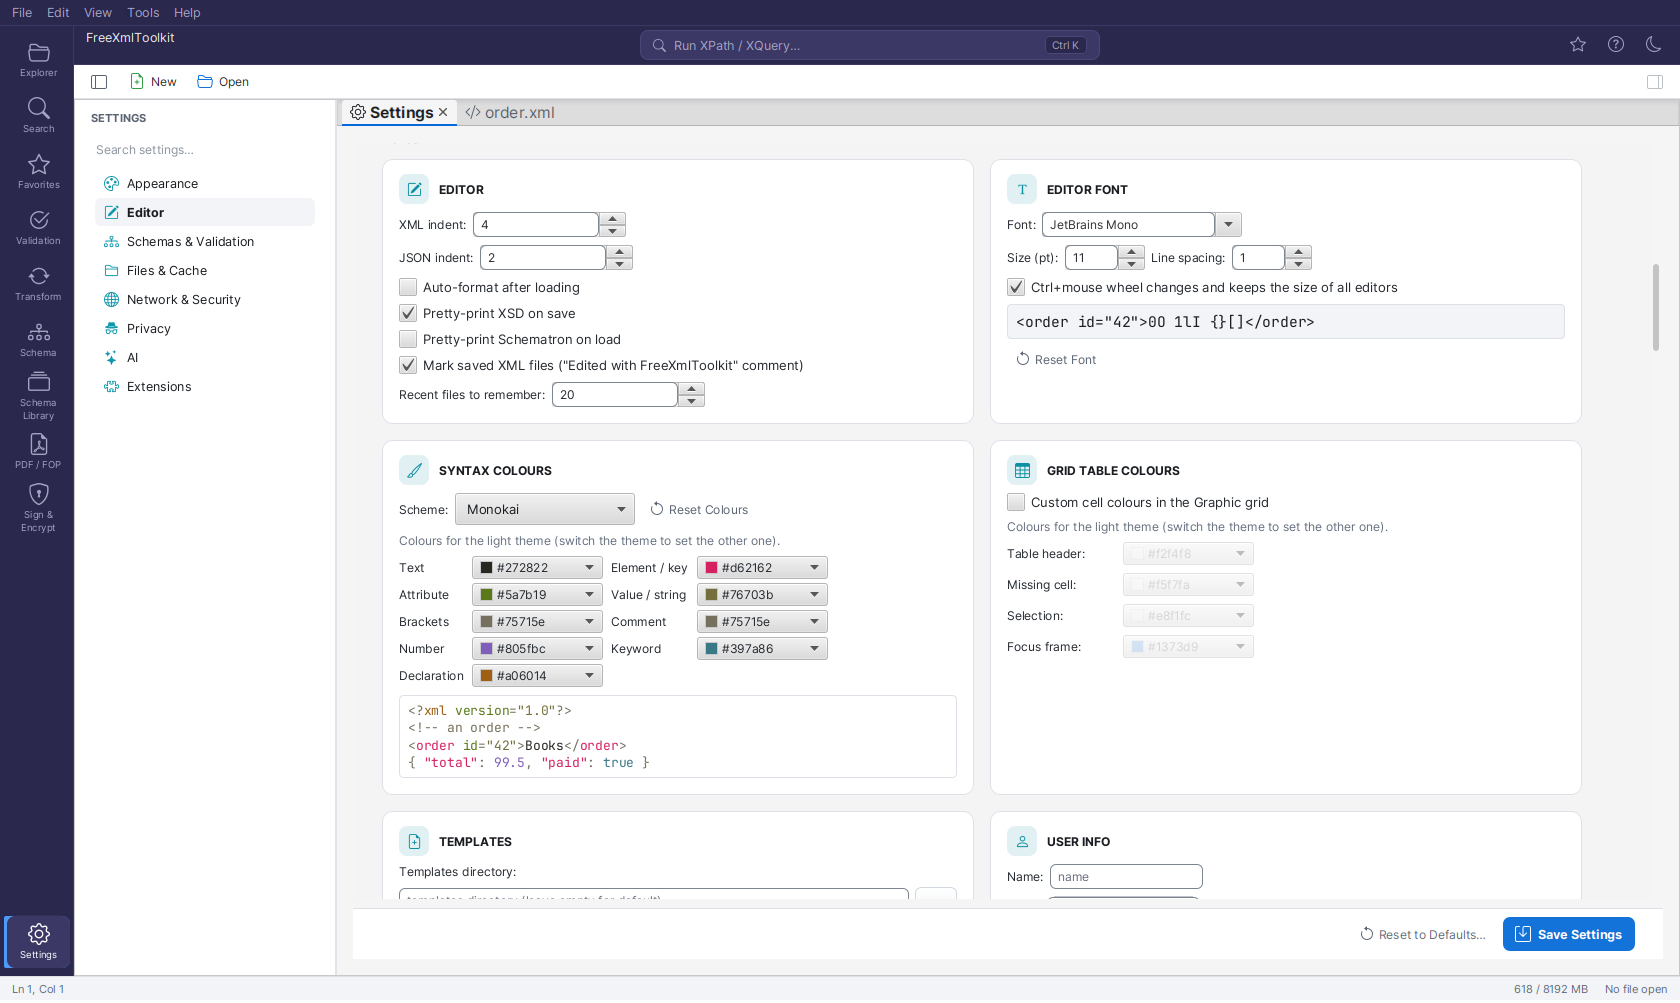 File Edit View Tools Help
FreeXmlToolkit
Run XPath / XQuery... Ctrl K
Explorer
Search
Favorites
Validation
Transform
Schema
Schema
Library
PDF / FOP
Sign &
Encrypt
Settings
New Open
SETTINGS
Search settings...
Appearance
Editor
Schemas & Validation
Files & Cache
Network & Security
Privacy
AI
Extensions
Settings order.xml
EDITOR
XML indent: 4
JSON indent: 2
Auto-format after loading
Pretty-print XSD on save
Pretty-print Schematron on load
Mark saved XML files ("Edited with FreeXmlToolkit" comment)
Recent files to remember: 20
EDITOR FONT
Font: JetBrains Mono
Size (pt): 11 Line spacing: 1
Ctrl+mouse wheel changes and keeps the size of all editors
<order id="42">0O 1lI {}[]</order>
Reset Font
SYNTAX COLOURS
Scheme: Monokai Reset Colours
Colours for the light theme (switch the theme to set the other one).
Text #272822 Element / key #d62162
Attribute #5a7b19 Value / string #76703b
Brackets #75715e Comment #75715e
Number #805fbc Keyword #397a86
Declaration #a06014
<?xml version="1.0"?>
<!-- an order -->
<order id="42">Books</order>
{ "total": 99.5, "paid": true }
GRID TABLE COLOURS
Custom cell colours in the Graphic grid
Colours for the light theme (switch the theme to set the other one).
Table header: #f2f4f8
Missing cell: #f5f7fa
Selection: #e8f1fc
Focus frame: #1373d9
TEMPLATES
Templates directory:
templates directory (leave empty for default)
USER INFO
Name: name
Reset to Defaults... Save Settings
Ln 1, Col 1 618 / 8192 MB No file open